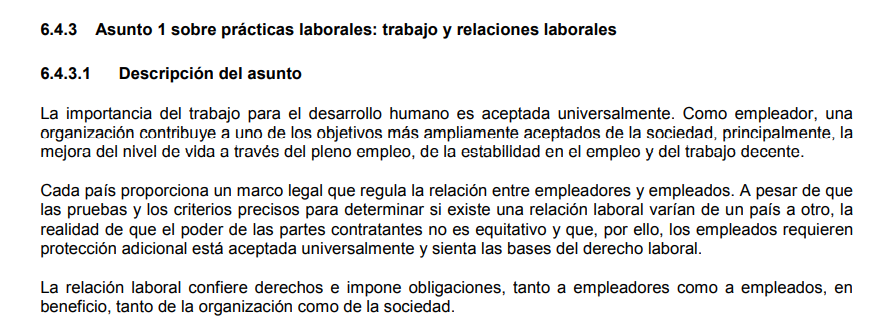 6.4.3 Asunto 1 sobre prácticas laborales: trabajo y relaciones laborales
6.4.3.1 Descripción del asunto
La importancia del trabajo para el desarrollo humano es aceptada universalmente. Como empleador, una
organización contribuye a uno de los objetivos más ampliamente aceptados de la sociedad, principalmente, la
mejora del nivel de vida a través del pleno empleo, de la estabilidad en el empleo y del trabajo decente.
Cada país proporciona un marco legal que regula la relación entre empleadores y empleados. A pesar de que
las pruebas y los criterios precisos para determinar si existe una relación laboral varían de un país a otro, la
realidad de que el poder de las partes contratantes no es equitativo y que, por ello, los empleados requieren
protección adicional está aceptada universalmente y sienta las bases del derecho laboral.
La relación laboral confiere derechos e impone obligaciones, tanto a empleadores como a empleados, en
beneficio, tanto de la organización como de la sociedad.